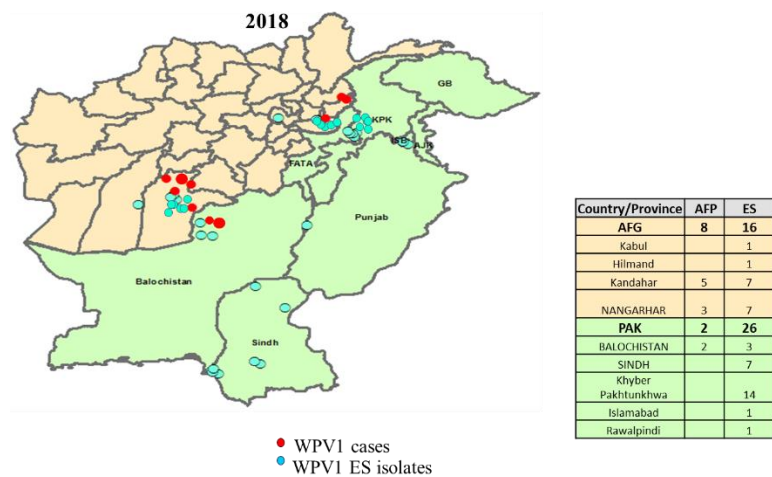 2018
GB
KPK
ISB
AJK
FATA
Punjab
Balochistan
Sindh
WPV1 cases
WPV1 ES isolates
Country/Province AFP ES
AFG 8 16
Kabul 1
Hilmand 1
Kandahar 5 7
NANGARHAR 3 7
PAK 2 26
BALOCHISTAN 2 3
SINDH 7
Khyber
Pakhtunkhwa 14
Islamabad 1
Rawalpindi 1